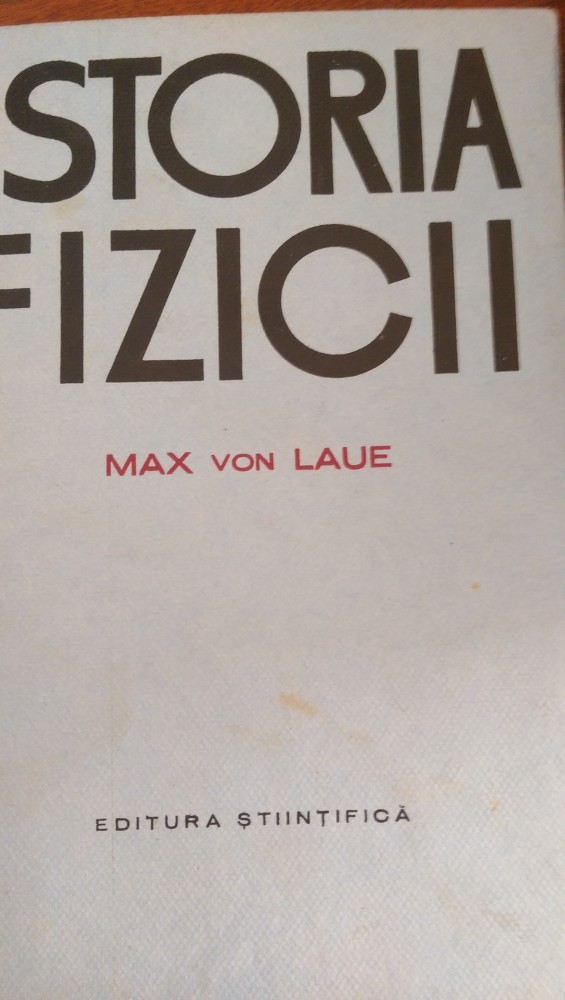 STORIA
FIZICII
MAX VON LAUE
EDITURA ȘTIINȚIFICĂ